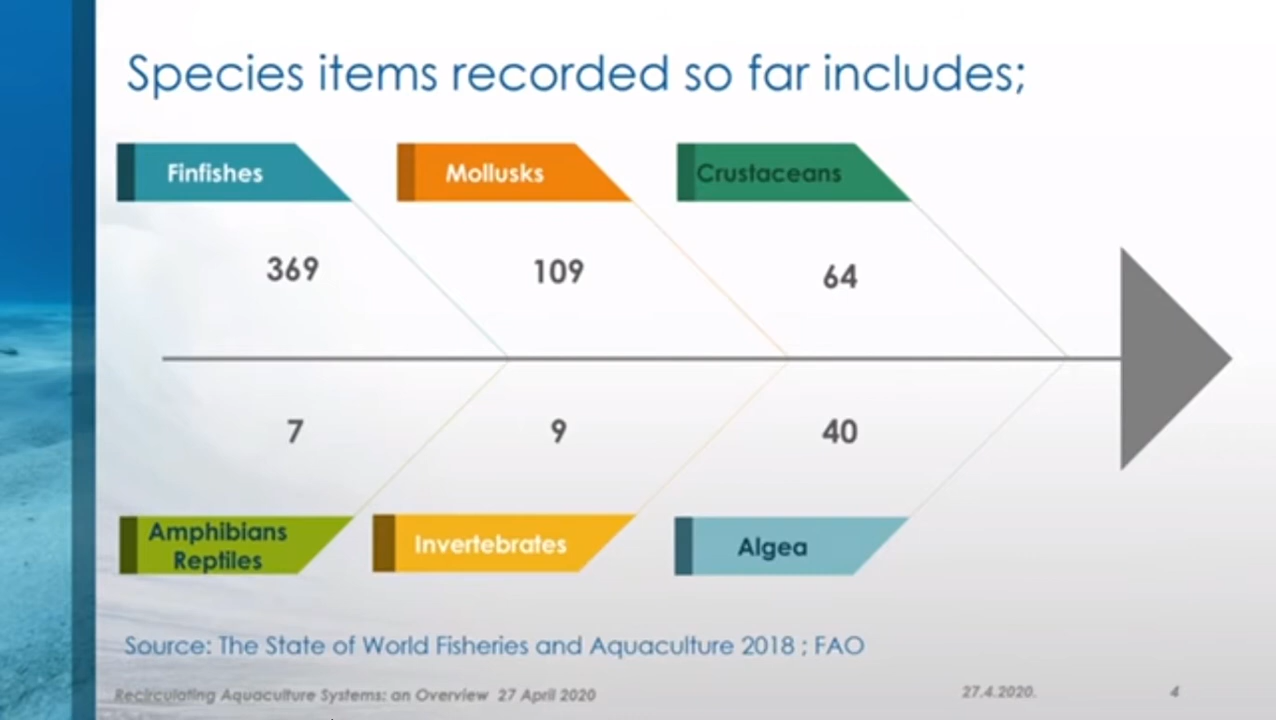 Species items recorded so far includes;
Finfishes
Mollusks
Crustaceans
369
109
64
7
9
40
Amphibians
Reptiles
Invertebrates
Algea
Source: The State of World Fisheries and Aquaculture 2018 ; FAO
Recirculating Aquaculture Systems: an Overview 27 April 2020
27.4.2020.
4